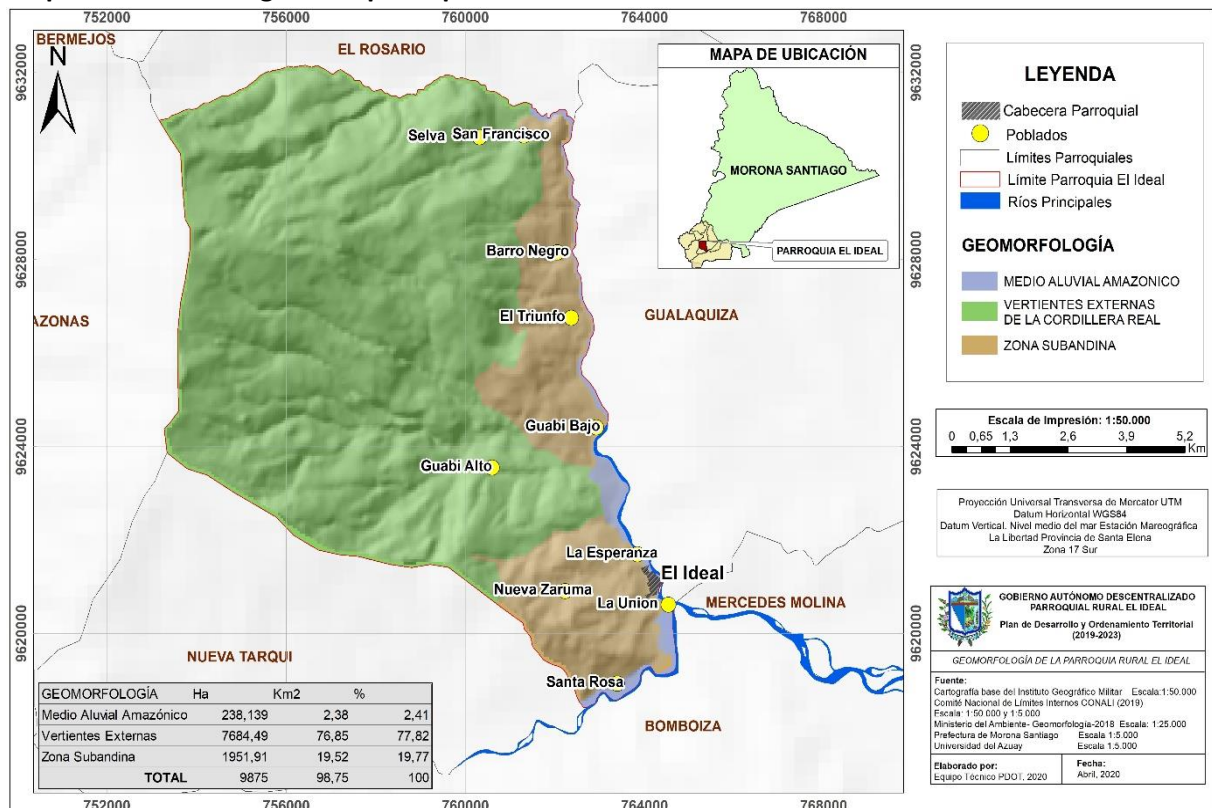 752000 756000 760000 764000 768000
BERMEJOS
EL ROSARIO
N
9632000
9628000
9624000
9620000
Selva
San Francisco
Barro Negro
El Triunfo
GUALAQUIZA
AZONAS
Guabi Bajo
Guabi Alto
La Esperanza
El Ideal
Nueva Zaruma
La Union
MERCEDES MOLINA
NUEVA TARQUI
Santa Rosa
BOMBOIZA
MAPA DE UBICACIÓN
MORONA SANTIAGO
PARROQUIA EL IDEAL
9632000
9628000
9624000
9620000
GEOMORFOLOGÍA Ha Km2 %
Medio Aluvial Amazónico 238,139 2,38 2,41
Vertientes Externas 7684,49 76,85 77,82
Zona Subandina 1951,91 19,52 19,77
TOTAL 9875 98,75 100
752000 756000 760000 764000 768000
LEYENDA
Cabecera Parroquial
Poblados
Límites Parroquiales
Límite Parroquia El Ideal
Ríos Principales
GEOMORFOLOGÍA
MEDIO ALUVIAL AMAZONICO
VERTIENTES EXTERNAS
DE LA CORDILLERA REAL
ZONA SUBANDINA
Escala de Impresión: 1:50.000
0 0,65 1,3 2,6 3,9 5,2
Km
Proyección Universal Transversa de Mercator UTM
Datum Horizontal WGS84
Datum Vertical. Nivel medio del mar Estación Mareográfica
La Libertad Provincia de Santa Elena
Zona 17 Sur
GOBIERNO AUTÓNOMO DESCENTRALIZADO
PARROQUIAL RURAL EL IDEAL
Plan de Desarrollo y Ordenamiento Territorial
(2019-2023)
GEOMORFOLOGÍA DE LA PARROQUIA RURAL EL IDEAL
Fuente:
Cartografía base del Instituto Geográfico Militar Escala:1:50.000
Comité Nacional de Límites Internos CONALI (2019)
Escala: 1:50 000 y 1:5.000
Ministerio del Ambiente- Geomorfología-2018 Escala: 1:25.000
Prefectura de Morona Santiago Escala 1:5.000
Universidad del Azuay Escala 1:5.000
Elaborado por:
Equipo Técnico PDOT, 2020
Fecha:
Abril, 2020